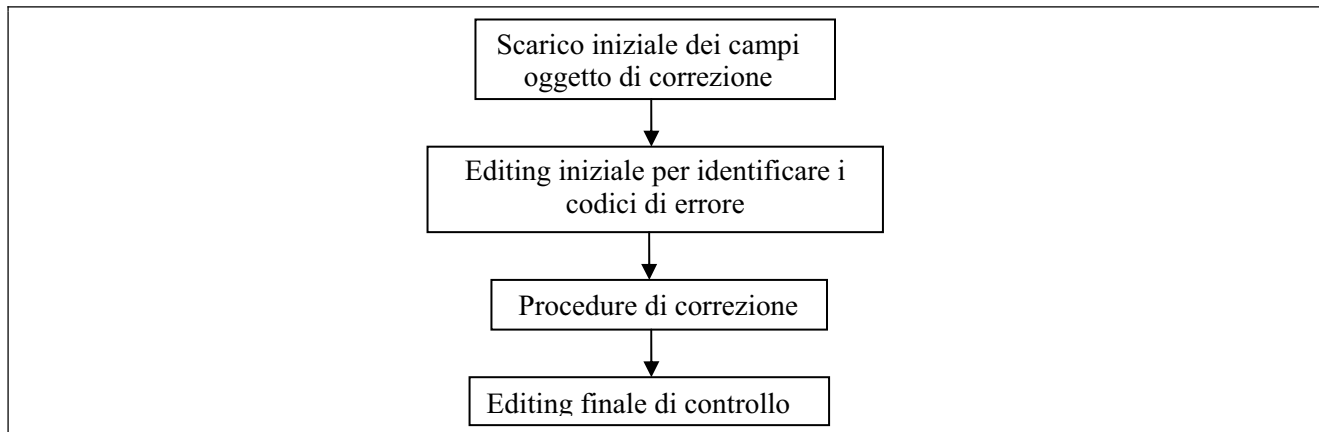 Scarico iniziale dei campi
oggetto di correzione
Editing iniziale per identificare i
codici di errore
Procedure di correzione
Editing finale di controllo